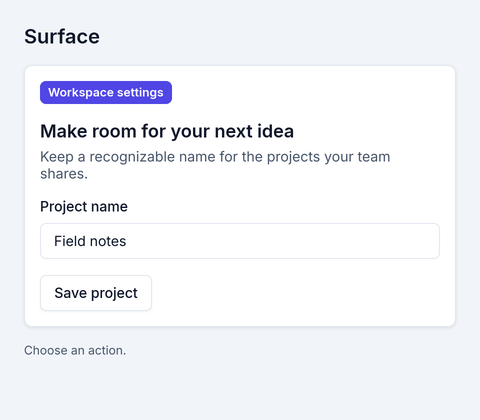 Surface
Workspace settings
Make room for your next idea
Keep a recognizable name for the projects your team
shares.
Project name
Field notes
Save project
Choose an action.